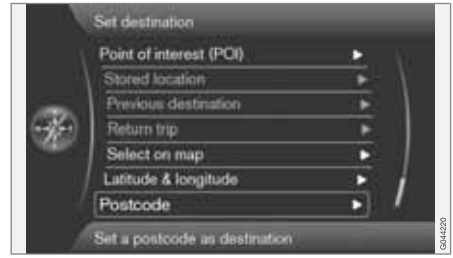 Set destination
Point of interest (POI)
Stored location
Previous destination
Return trip
Select on map
Latitude & longitude
Postcode
Set a postcode as destination
G044220